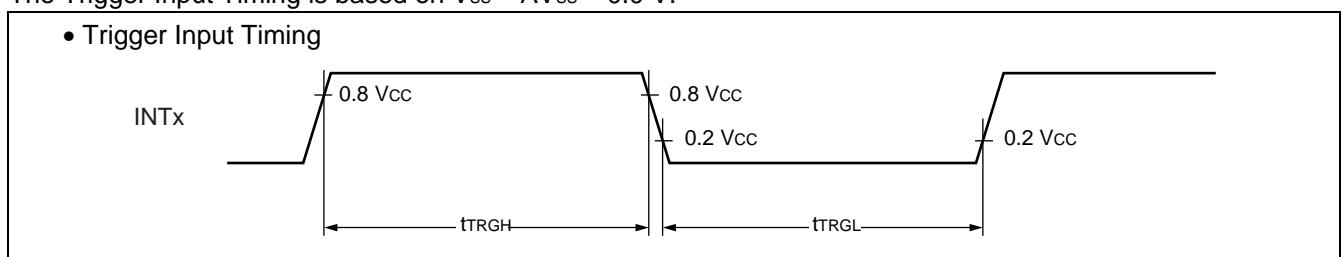 • Trigger Input Timing
INTx
0.8 VCC
0.8 VCC
0.2 VCC
0.2 VCC
tTRGH
tTRGL